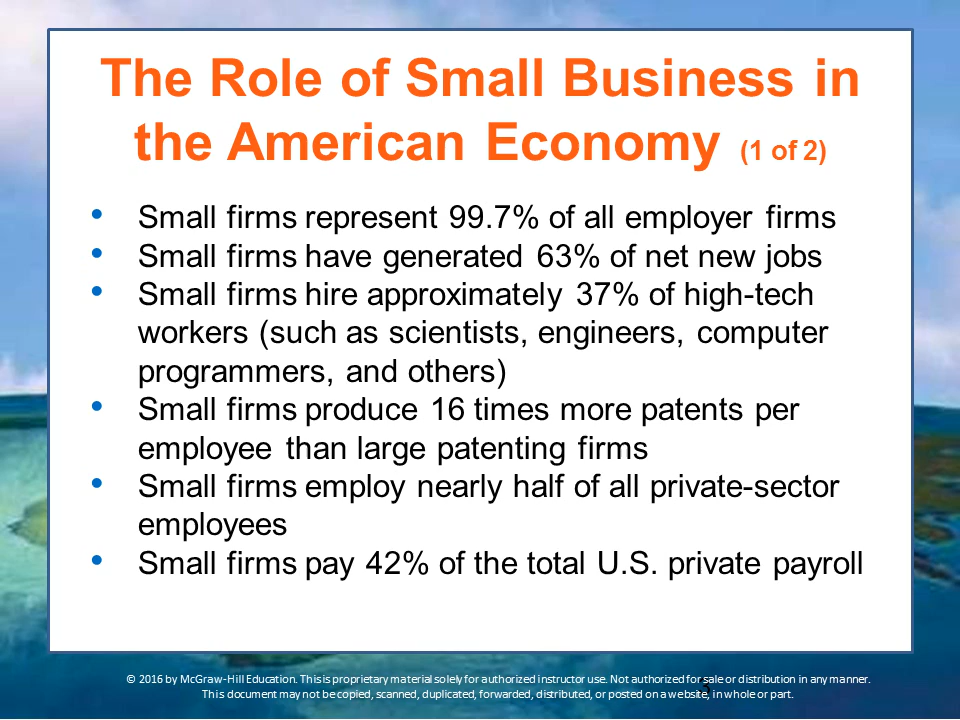 The Role of Small Business in
the American Economy (1 of 2)
• Small firms represent 99.7% of all employer firms
• Small firms have generated 63% of net new jobs
• Small firms hire approximately 37% of high-tech
workers (such as scientists, engineers, computer
programmers, and others)
• Small firms produce 16 times more patents per
employee than large patenting firms
• Small firms employ nearly half of all private-sector
employees
• Small firms pay 42% of the total U.S. private payroll
© 2016 by McGraw-Hill Education. This is proprietary material solely for authorized instructor use. Not authorized for sale or distribution in any manner.
This document may not be copied, scanned, duplicated, forwarded, distributed, or posted on a website, in whole or part.